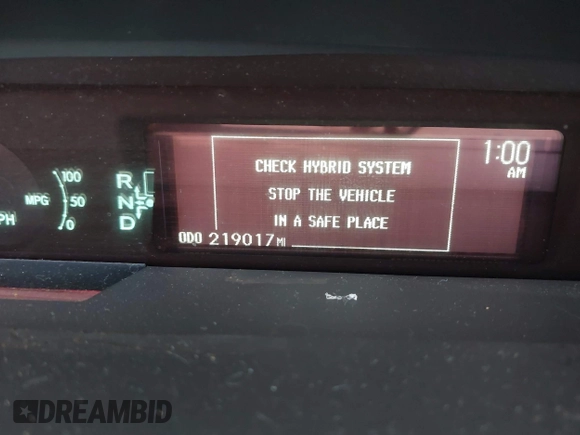 CHECK HYBRID SYSTEM
STOP THE VEHICLE
IN A SAFE PLACE
ODO 219017 MI
1:00
AM
100
MPG 50
0
PH
R
N
D
DREAMBID